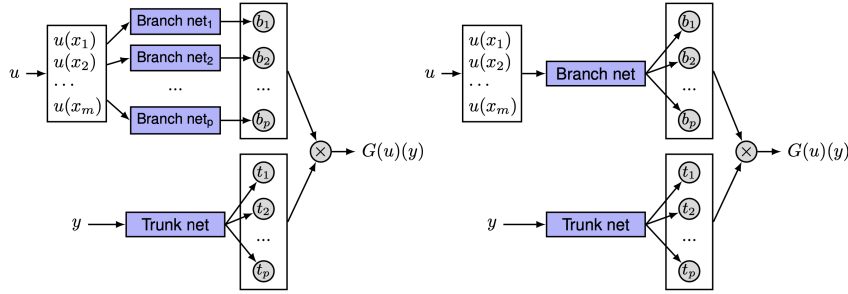 u
u(x₁)
u(x₂)
...
u(xₘ)
Branch net₁
Branch net₂
...
Branch netₚ
b₁
b₂
...
bₚ
×
G(u)(y)
y
Trunk net
t₁
t₂
...
tₚ
u
u(x₁)
u(x₂)
...
u(xₘ)
Branch net
b₁
b₂
...
bₚ
×
G(u)(y)
y
Trunk net
t₁
t₂
...
tₚ